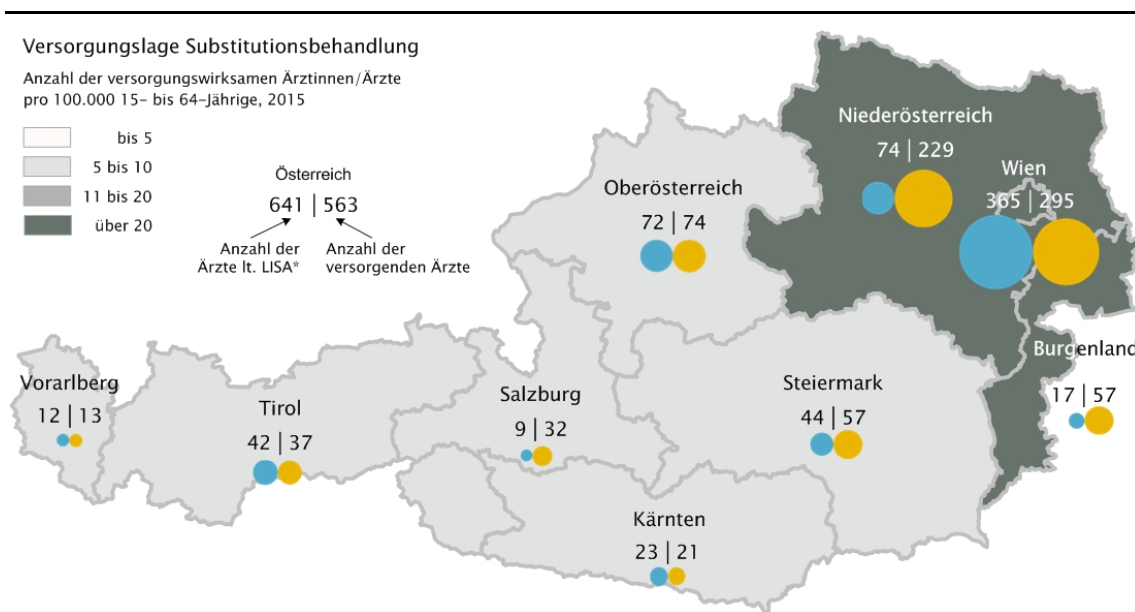 Versorgungslage Substitutionsbehandlung
Anzahl der versorgungswirksamen Ärztinnen/Ärzte
pro 100.000 15- bis 64-Jährige, 2015
bis 5
5 bis 10
11 bis 20
über 20
Österreich
641 | 563
Anzahl der
Ärzte lt. LISA*
Anzahl der
versorgenden Ärzte
Niederösterreich
74 | 229
Wien
365 | 295
Oberösterreich
72 | 74
Burgenland
17 | 57
Vorarlberg
12 | 13
Tirol
42 | 37
Salzburg
9 | 32
Steiermark
44 | 57
Kärnten
23 | 21